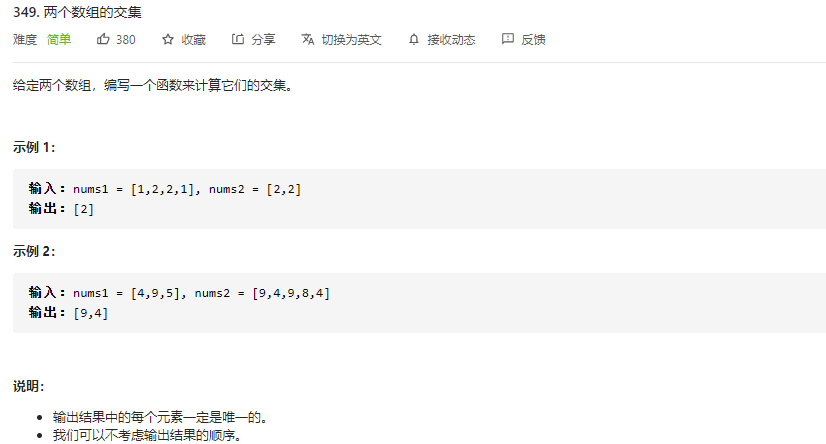 349. 两个数组的交集
难度 简单 380 收藏 分享 切换为英文 接收动态 反馈
给定两个数组，编写一个函数来计算它们的交集。
示例 1：
输入：nums1 = [1,2,2,1], nums2 = [2,2]
输出：[2]
示例 2：
输入：nums1 = [4,9,5], nums2 = [9,4,9,8,4]
输出：[9,4]
说明：
输出结果中的每个元素一定是唯一的。
我们可以不考虑输出结果的顺序。